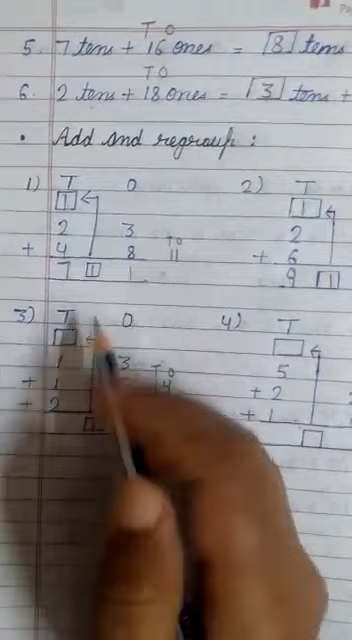 T O
5. 7 tens + 16 ones = 8 tens
T O
6. 2 tens + 18 ones = 3 tens +
• Add and regroup :
1) T O 2) T
1 1
2 3 2
+ 4 8 T O 11 + 6
7 1 1 9 1
3) T O 4) T
1 3 T O 5
+ 1 4 + 2
+ 2 + 1